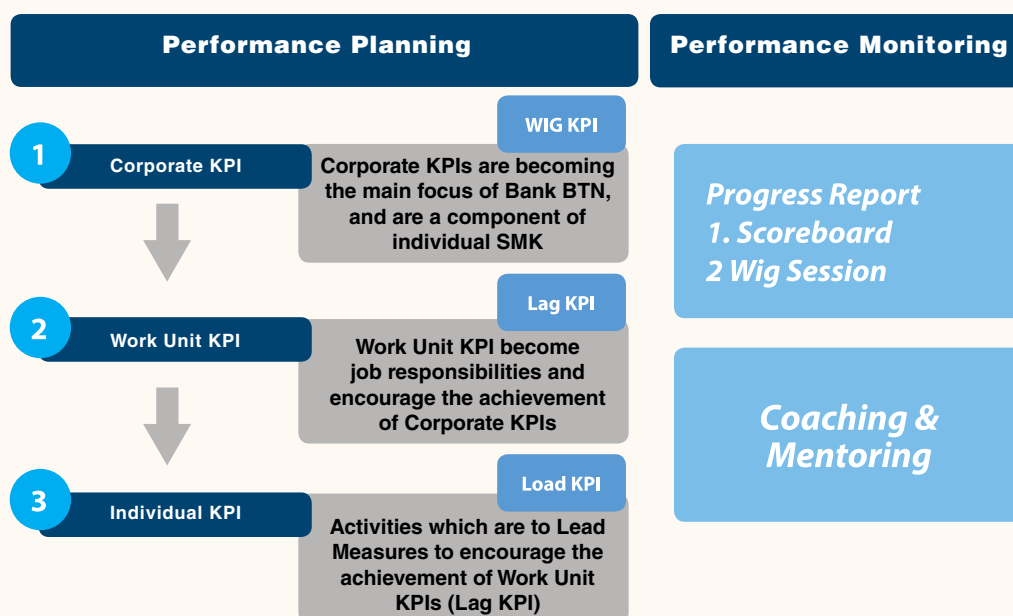 Performance Planning
1
Corporate KPI
WIG KPI
Corporate KPIs are becoming
the main focus of Bank BTN,
and are a component of
individual SMK
2
Work Unit KPI
Lag KPI
Work Unit KPI become
job responsibilities and
encourage the achievement
of Corporate KPIs
3
Individual KPI
Load KPI
Activities which are to Lead
Measures to encourage the
achievement of Work Unit
KPIs (Lag KPI)
Performance Monitoring
Progress Report
1. Scoreboard
2 Wig Session
Coaching &
Mentoring